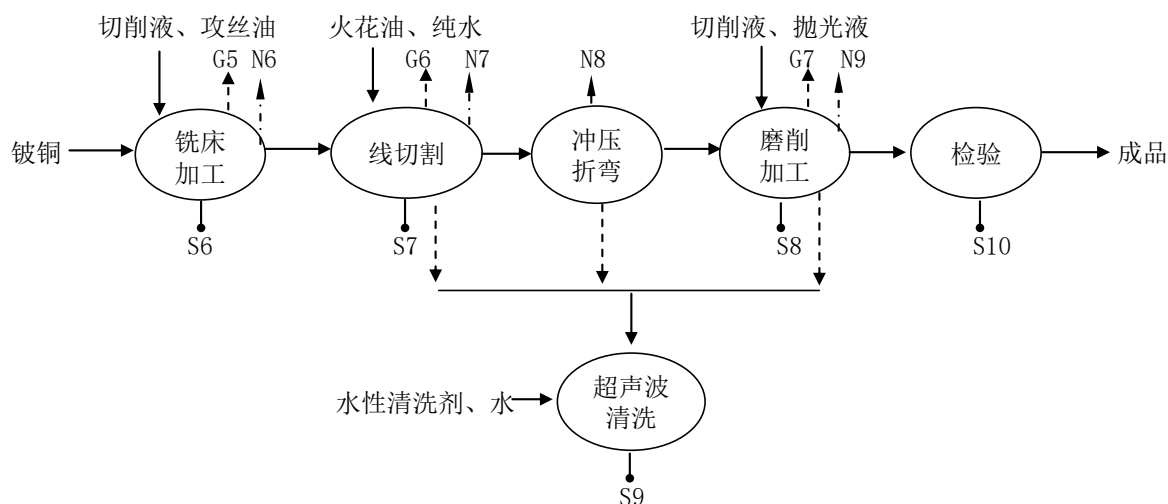 切削液、攻丝油
火花油、纯水
切削液、抛光液
G5
N6
G6
N7
N8
G7
N9
铍铜
铣床
加工
线切割
冲压
折弯
磨削
加工
检验
成品
S6
S7
S8
S10
水性清洗剂、水
超声波
清洗
S9